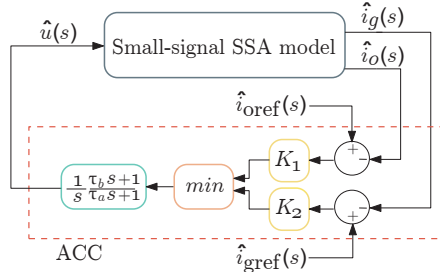 û(s)
Small-signal SSA model
î_g(s)
î_o(s)
î_oref(s)
+
−
K_1
min
1/s τ_b s+1/τ_a s+1
K_2
−
+
ACC
î_gref(s)